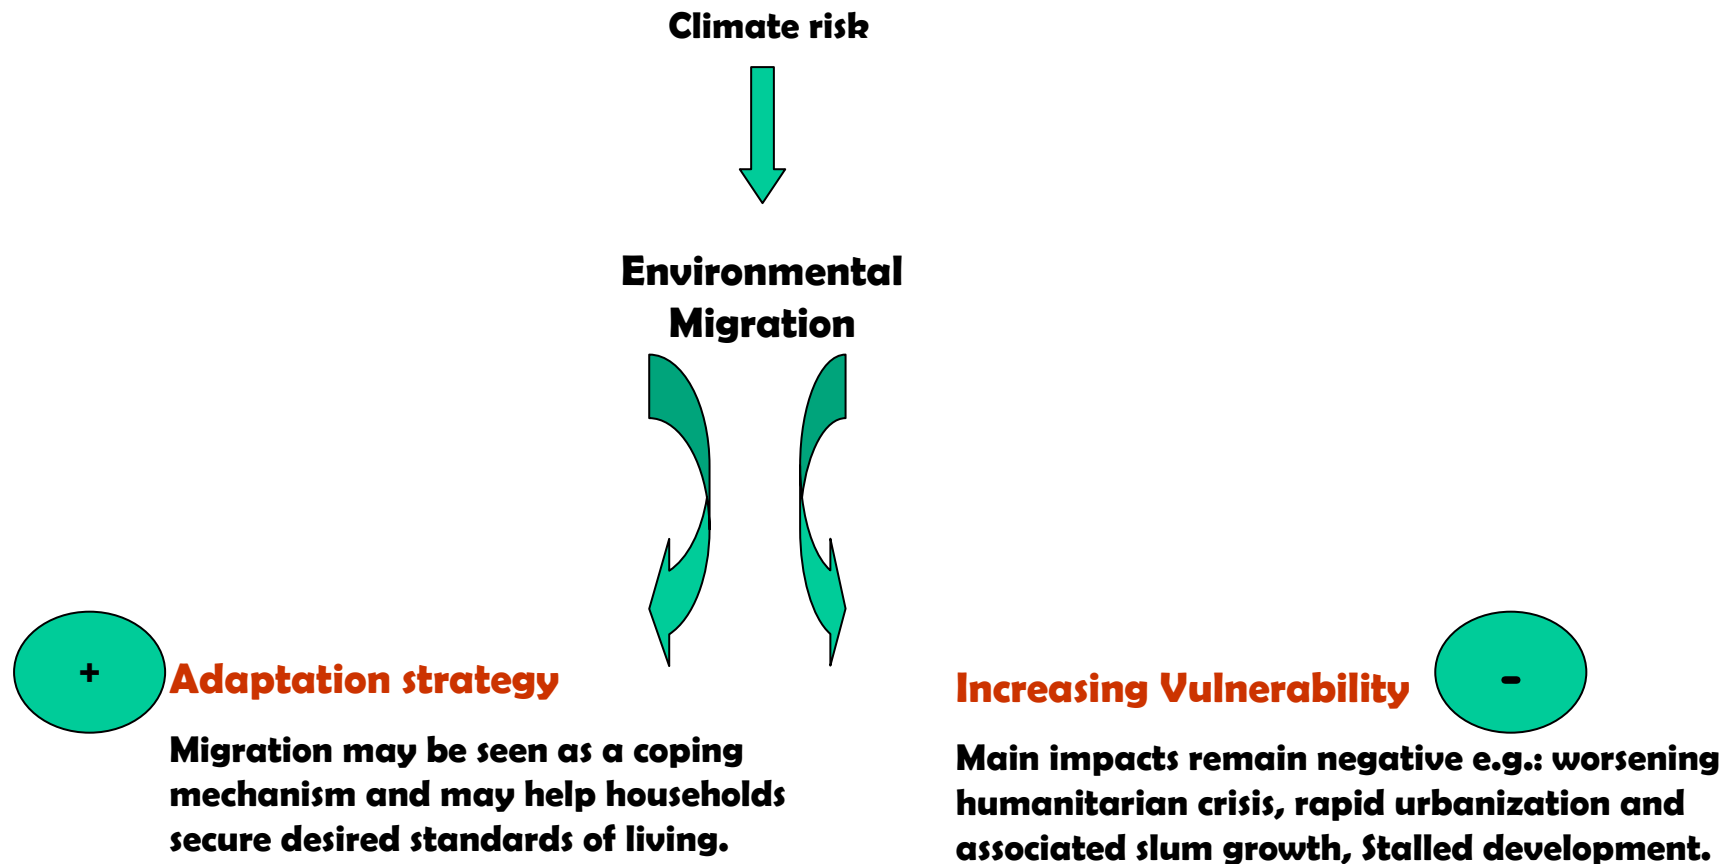 Climate risk
Environmental
Migration
+
Adaptation strategy
Migration may be seen as a coping
mechanism and may help households
secure desired standards of living.
Increasing Vulnerability
-
Main impacts remain negative e.g.: worsening
humanitarian crisis, rapid urbanization and
associated slum growth, Stalled development.